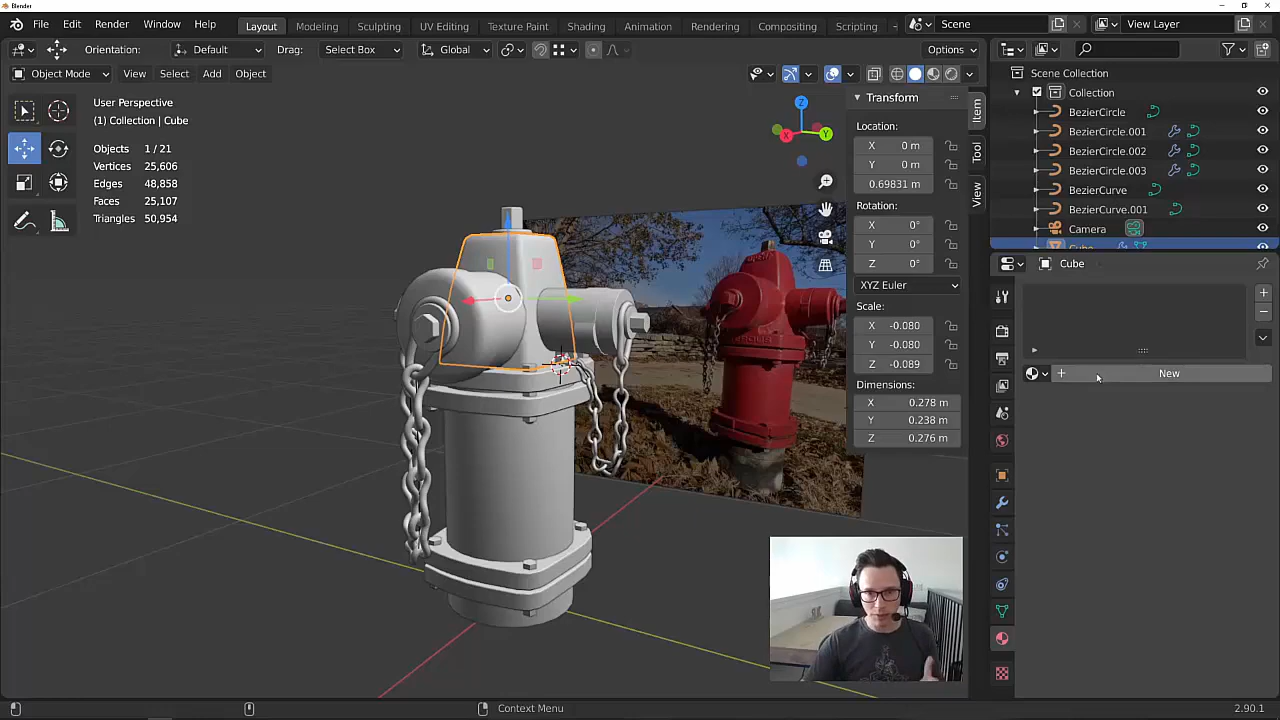 Blender
File Edit Render Window Help Layout Modeling Sculpting UV Editing Texture Paint Shading Animation Rendering Compositing Scripting Scene View Layer
Orientation: Default Drag: Select Box Global Options
Object Mode View Select Add Object
User Perspective
(1) Collection | Cube
Objects 1 / 21
Vertices 25,606
Edges 48,858
Faces 25,107
Triangles 50,954
Z
Y
X
Transform
Location:
X 0 m
Y 0 m
0.69831 m
Rotation:
X 0°
Y 0°
Z 0°
XYZ Euler
Scale:
X -0.080
Y -0.080
Z -0.089
Dimensions:
X 0.278 m
Y 0.238 m
Z 0.276 m
Item
Tool
View
Scene Collection
Collection
BezierCircle
BezierCircle.001
BezierCircle.002
BezierCircle.003
BezierCurve
BezierCurve.001
Camera
Cube
Cube
New
Context Menu
2.90.1